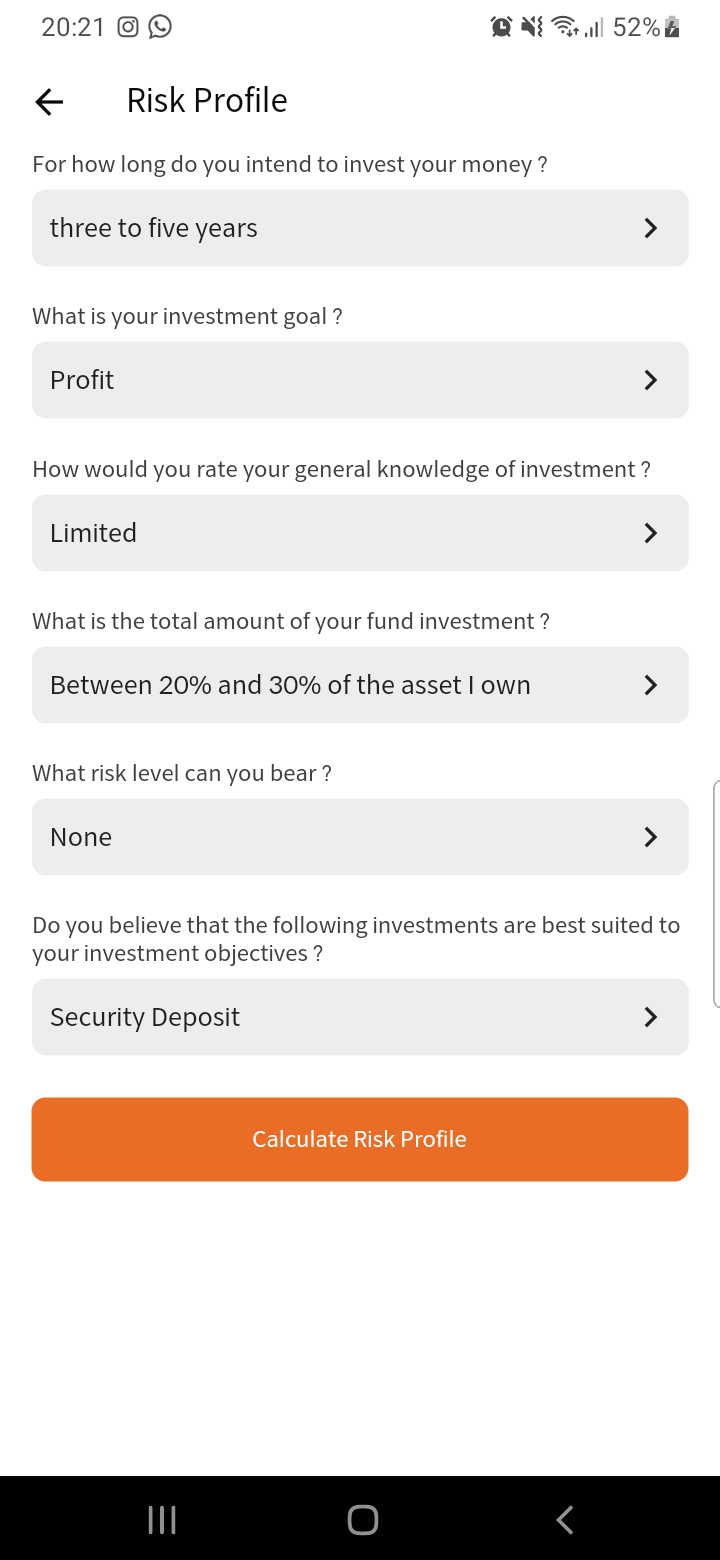 20:21 52%
Risk Profile
For how long do you intend to invest your money ?
three to five years
What is your investment goal ?
Profit
How would you rate your general knowledge of investment ?
Limited
What is the total amount of your fund investment ?
Between 20% and 30% of the asset I own
What risk level can you bear ?
None
Do you believe that the following investments are best suited to
your investment objectives ?
Security Deposit
Calculate Risk Profile